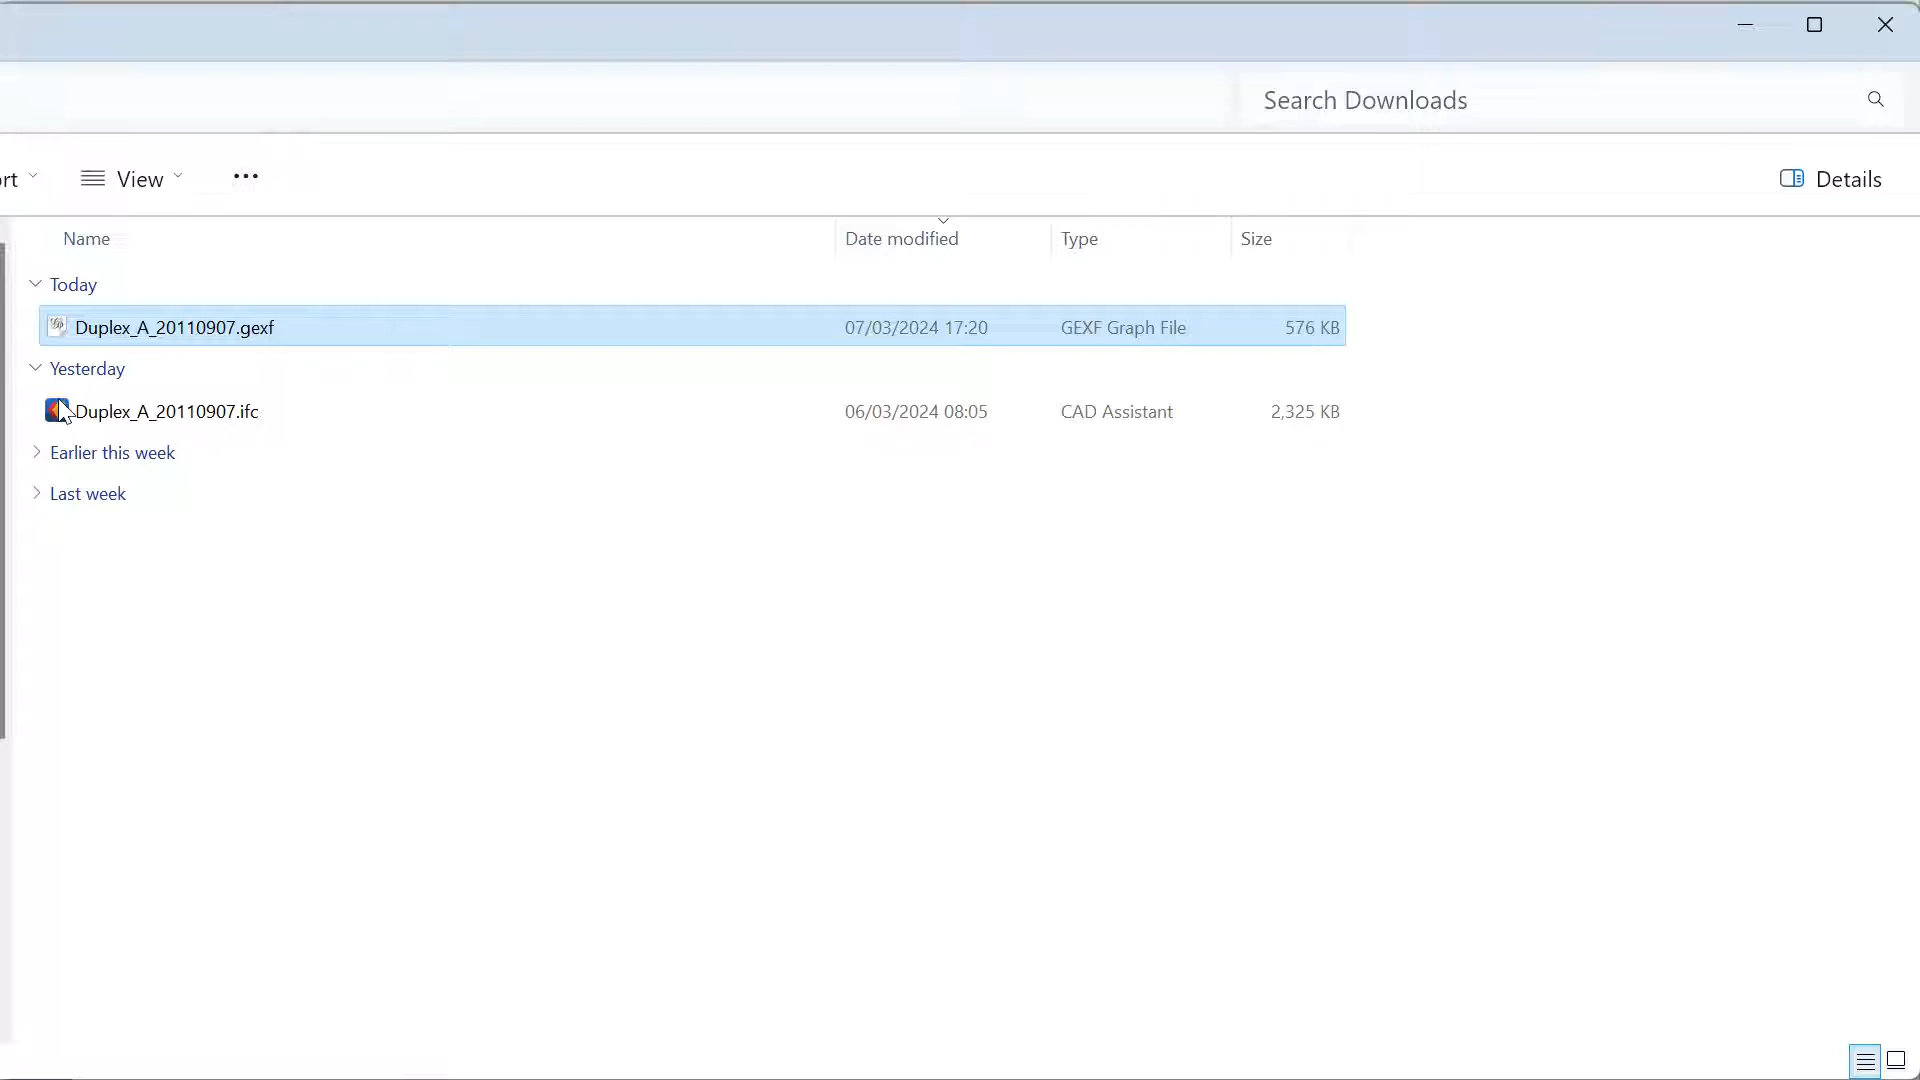 Search Downloads
rt View ••• Details
Name Date modified Type Size
Today
Duplex_A_20110907.gexf 07/03/2024 17:20 GEXF Graph File 576 KB
Yesterday
Duplex_A_20110907.ifc 06/03/2024 08:05 CAD Assistant 2,325 KB
Earlier this week
Last week